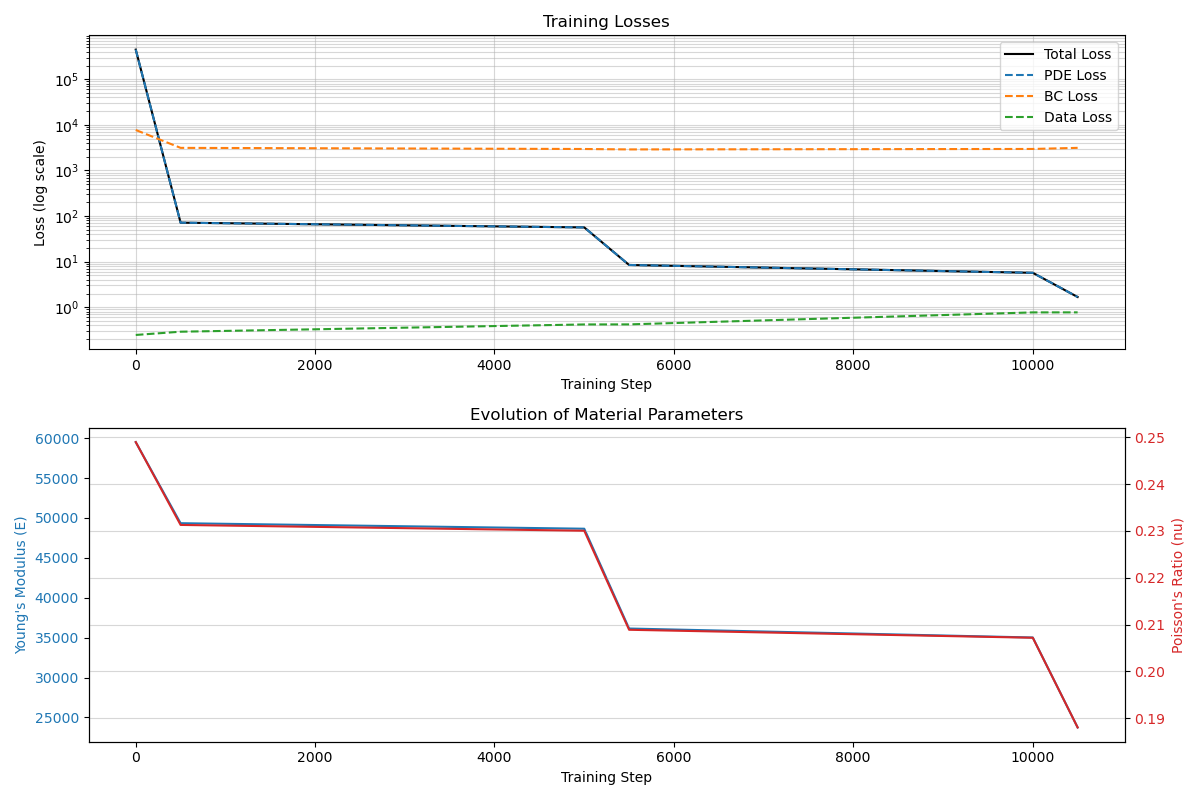 Training Losses
Loss (log scale)
10^5
10^4
10^3
10^2
10^1
10^0
Total Loss
PDE Loss
BC Loss
Data Loss
0 2000 4000 6000 8000 10000
Training Step
Evolution of Material Parameters
Young's Modulus (E)
60000
55000
50000
45000
40000
35000
30000
25000
0.25
0.24
0.23
0.22
0.21
0.20
0.19
Poisson's Ratio (nu)
0 2000 4000 6000 8000 10000
Training Step